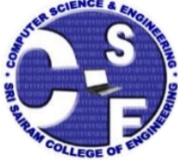 COMPUTER SCIENCE & ENGINEERING
CSE
SRI SAIRAM COLLEGE OF ENGINEERING